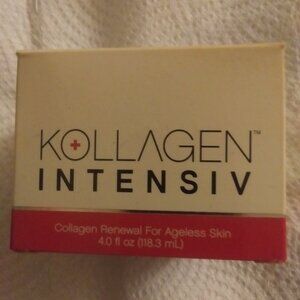 KOLLAGEN™
INTENSIV
Collagen Renewal For Ageless Skin
4.0 fl oz (118.3 mL)